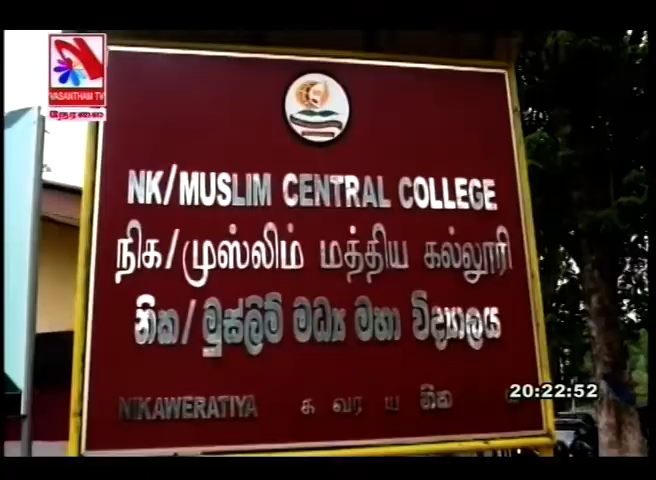 VASANTHAM TV
நேரலை
NK/MUSLIM CENTRAL COLLEGE
நிக/முஸ்லிம் மத்திய கல்லூரி
නික/මුස්ලිම් මධ්‍ය මහා විද්‍යාලය
NIKAWERATIYA
20:22:52